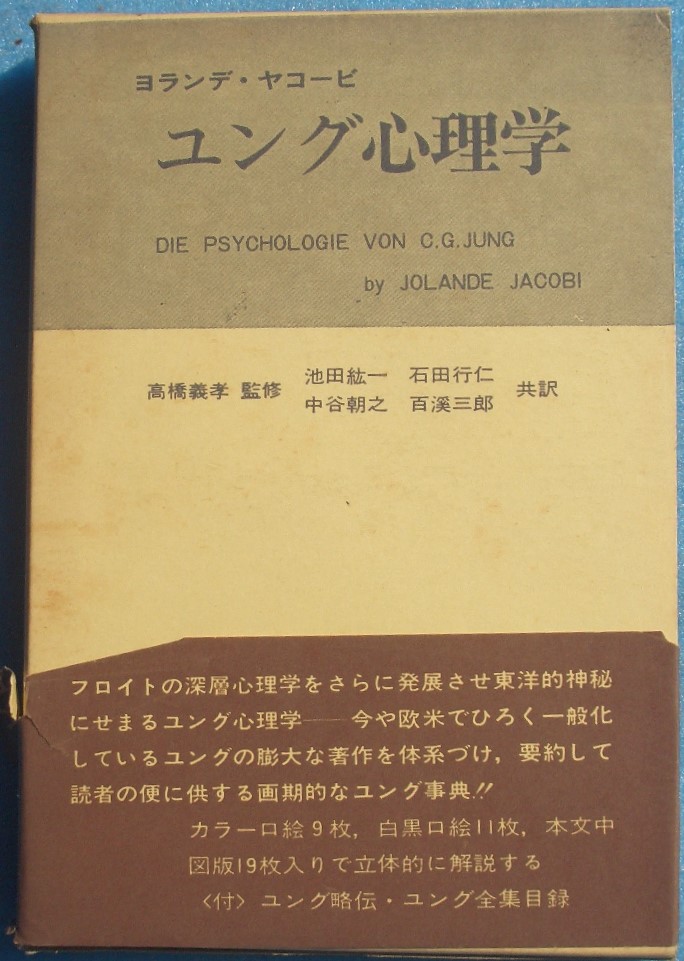 ヨランデ・ヤコービ
ユング心理学
DIE PSYCHOLOGIE VON C.G.JUNG
by JOLANDE JACOBI
高橋義孝 監修 池田紘一 石田行仁 中谷朝之 百溪三郎 共訳
フロイトの深層心理学をさらに発展させ東洋的神秘
にせまるユング心理学——今や欧米でひろく一般化
しているユングの膨大な著作を体系づけ，要約して
読者の便に供する画期的なユング事典!!
カラー口絵9枚，白黒口絵11枚，本文中
図版19枚入りで立体的に解説する
〈付〉ユング略伝・ユング全集目録